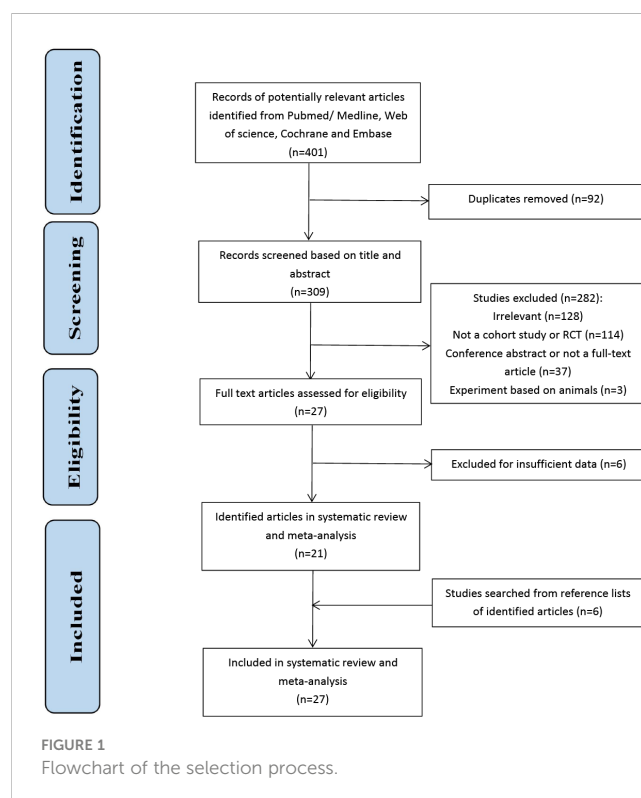 Identification
Records of potentially relevant articles
identified from Pubmed/ Medline, Web
of science, Cochrane and Embase
(n=401)
Duplicates removed (n=92)
Screening
Records screened based on title and
abstract
(n=309)
Studies excluded (n=282):
Irrelevant (n=128)
Not a cohort study or RCT (n=114)
Conference abstract or not a full-text
article (n=37)
Experiment based on animals (n=3)
Eligibility
Full text articles assessed for eligibility
(n=27)
Excluded for insufficient data (n=6)
Identified articles in systematic review
and meta-analysis
(n=21)
Included
Studies searched from reference lists
of identified articles (n=6)
Included in systematic review and
meta-analysis
(n=27)
FIGURE 1
Flowchart of the selection process.